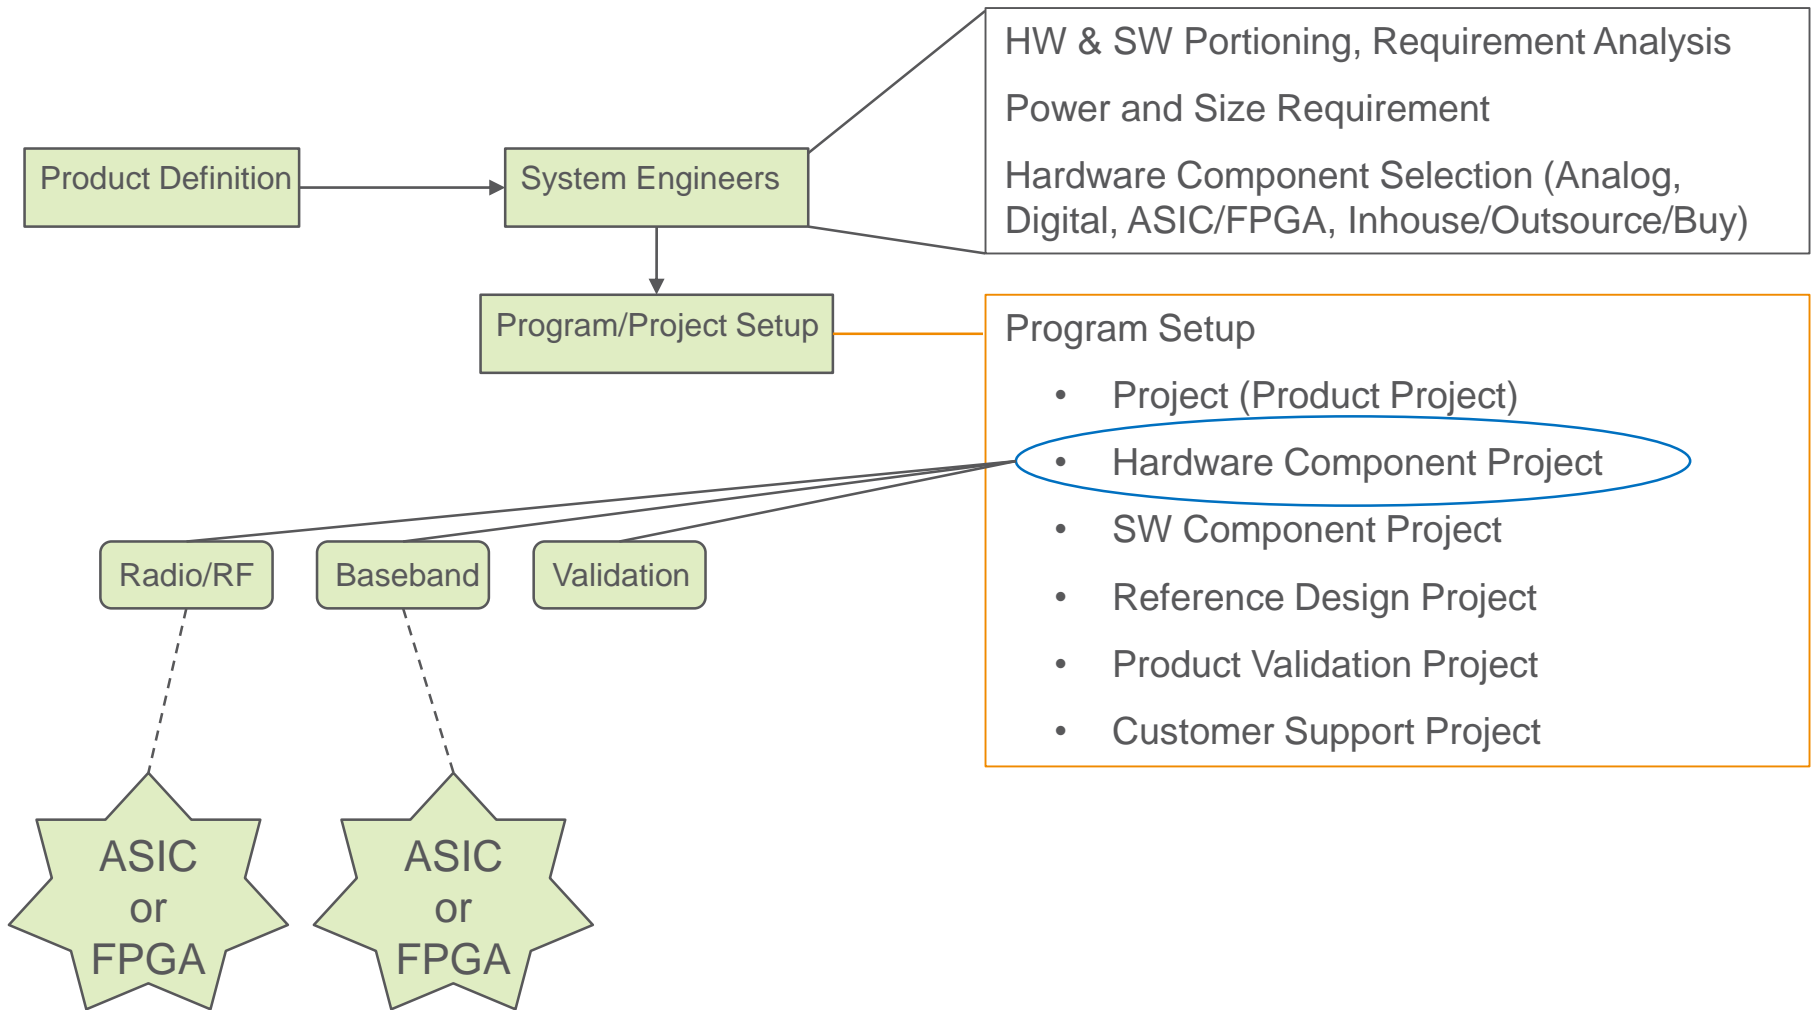 HW & SW Portioning, Requirement Analysis
Power and Size Requirement
Hardware Component Selection (Analog,
Digital, ASIC/FPGA, Inhouse/Outsource/Buy)
Product Definition
System Engineers
Program/Project Setup
Program Setup
• Project (Product Project)
• Hardware Component Project
• SW Component Project
• Reference Design Project
• Product Validation Project
• Customer Support Project
Radio/RF
Baseband
Validation
ASIC
or
FPGA
ASIC
or
FPGA